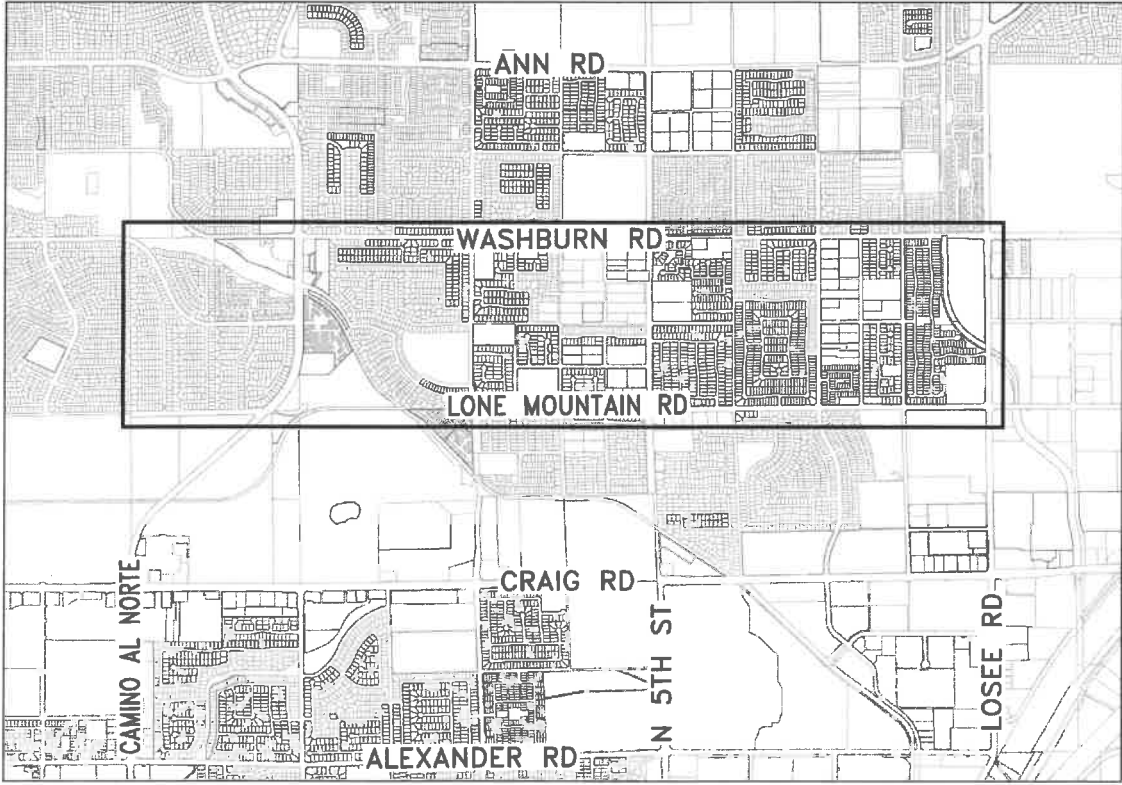 ANN RD
WASHBURN RD
LONE MOUNTAIN RD
CRAIG RD
CAMINO AL NORTE
N 5TH ST
LOSEE RD
ALEXANDER RD